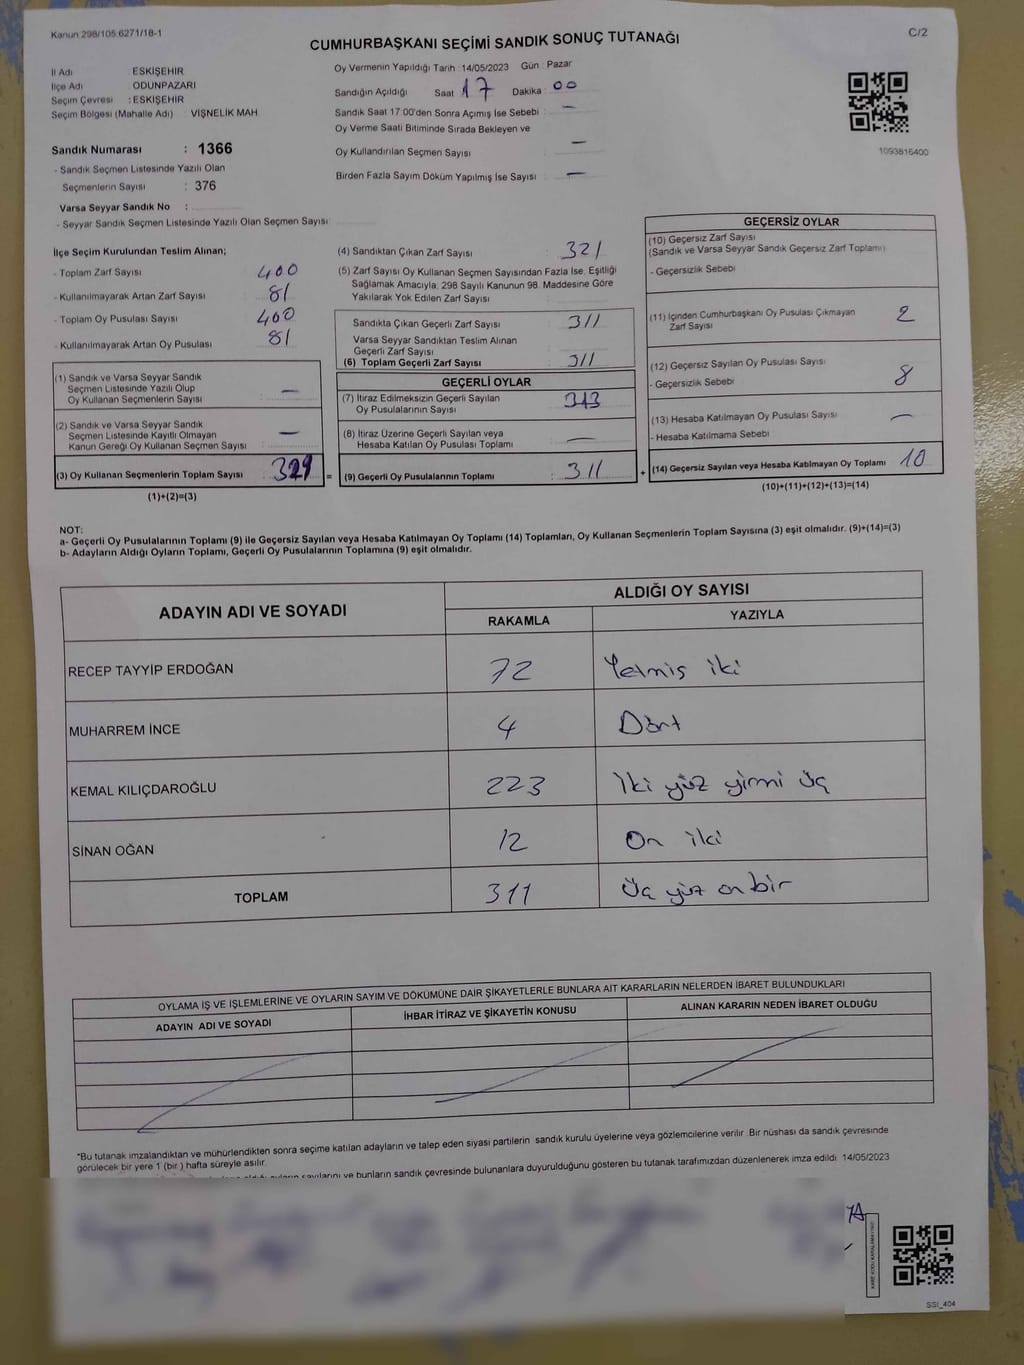 Kanun 298/105.6271/18-1
C/2
CUMHURBAŞKANI SEÇİMİ SANDIK SONUÇ TUTANAĞI
İl Adı : ESKİŞEHİR
İlçe Adı : ODUNPAZARI
Seçim Çevresi : ESKİŞEHİR
Seçim Bölgesi (Mahalle Adı) : VİŞNELİK MAH
Sandık Numarası : 1366
- Sandık Seçmen Listesinde Yazılı Olan
Seçmenlerin Sayısı : 376
Varsa Seyyar Sandık No :
- Seyyar Sandık Seçmen Listesinde Yazılı Olan Seçmen Sayısı
Oy Vermenin Yapıldığı Tarih : 14/05/2023 Gün : Pazar
Sandığın Açıldığı Saat 17 Dakika : 00
Sandık Saat 17:00'den Sonra Açımış İse Sebebi : —
Oy Verme Saati Bitiminde Sırada Bekleyen ve
Oy Kullandırılan Seçmen Sayısı : —
Birden Fazla Sayım Döküm Yapılmış İse Sayısı : —
1093816400
İlçe Seçim Kurulundan Teslim Alınan;
- Toplam Zarf Sayısı : 400
- Kullanılmayarak Artan Zarf Sayısı : 81
- Toplam Oy Pusulası Sayısı : 400
- Kullanılmayarak Artan Oy Pusulası : 81
(1) Sandık ve Varsa Seyyar Sandık
Seçmen Listesinde Yazılı Olup
Oy Kullanan Seçmenlerin Sayısı : —
(2) Sandık ve Varsa Seyyar Sandık
Seçmen Listesinde Kayıtlı Olmayan
Kanun Gereği Oy Kullanan Seçmen Sayısı : —
(3) Oy Kullanan Seçmenlerin Toplam Sayısı :
(1)+(2)=(3)
(4) Sandıktan Çıkan Zarf Sayısı : 321
(5) Zarf Sayısı Oy Kullanan Seçmen Sayısından Fazla İse, Eşitliği
Sağlamak Amacıyla, 298 Sayılı Kanunun 98. Maddesine Göre
Yakılarak Yok Edilen Zarf Sayısı :
Sandıkta Çıkan Geçerli Zarf Sayısı : 311
Varsa Seyyar Sandıktan Teslim Alınan
Geçerli Zarf Sayısı :
(6) Toplam Geçerli Zarf Sayısı : 311
GEÇERLİ OYLAR
(7) İtiraz Edilmeksizin Geçerli Sayılan
Oy Pusulalarının Sayısı :
(8) İtiraz Üzerine Geçerli Sayılan veya
Hesaba Katılan Oy Pusulası Toplamı : —
= (9) Geçerli Oy Pusulalarının Toplamı : 311 +
GEÇERSİZ OYLAR
(10) Geçersiz Zarf Sayısı
(Sandık ve Varsa Seyyar Sandık Geçersiz Zarf Toplamı)
- Geçersizlik Sebebi
(11) İçinden Cumhurbaşkanı Oy Pusulası Çıkmayan
Zarf Sayısı 2
(12) Geçersiz Sayılan Oy Pusulası Sayısı 8
- Geçersizlik Sebebi
(13) Hesaba Katılmayan Oy Pusulası Sayısı —
- Hesaba Katılmama Sebebi
(14) Geçersiz Sayılan veya Hesaba Katılmayan Oy Toplamı 10
(10)+(11)+(12)+(13)=(14)
NOT:
a- Geçerli Oy Pusulalarının Toplamı (9) ile Geçersiz Sayılan veya Hesaba Katılmayan Oy Toplamı (14) Toplamları, Oy Kullanan Seçmenlerin Toplam Sayısına (3) eşit olmalıdır. (9)+(14)=(3)
b- Adayların Aldığı Oyların Toplamı, Geçerli Oy Pusulalarının Toplamına (9) eşit olmalıdır.
ADAYIN ADI VE SOYADI
ALDIĞI OY SAYISI
RAKAMLA YAZIYLA
RECEP TAYYİP ERDOĞAN 72 Yetmiş iki
MUHARREM İNCE 4 Dört
KEMAL KILIÇDAROĞLU 223 İki yüz yirmi üç
SİNAN OĞAN 12 On iki
TOPLAM 311 Üç yüz on bir
OYLAMA İŞ VE İŞLEMLERİNE VE OYLARIN SAYIM VE DÖKÜMÜNE DAİR ŞİKAYETLERLE BUNLARA AİT KARARLARIN NELERDEN İBARET BULUNDUKLARI
ADAYIN ADI VE SOYADI İHBAR İTİRAZ VE ŞİKAYETİN KONUSU ALINAN KARARIN NEDEN İBARET OLDUĞU
*Bu tutanak imzalandıktan ve mühürlendikten sonra seçime katılan adayların ve talep eden siyasi partilerin sandık kurulu üyelerine veya gözlemcilerine verilir. Bir nüshası da sandık çevresinde
görülecek bir yere 1 (bir ) hafta süreyle asılır.
sayılarını ve bunların sandık çevresinde bulunanlara duyurulduğunu gösteren bu tutanak tarafımızdan düzenlenerek imza edildi. 14/05/2023
SSI_404